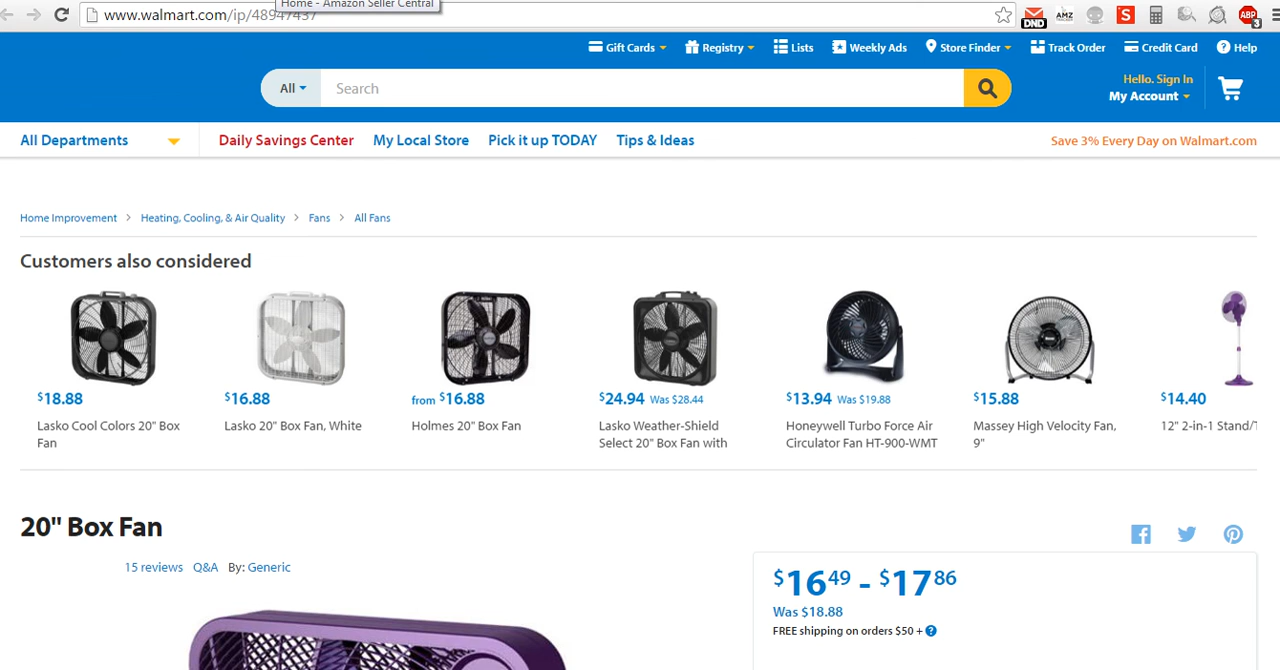 Home - Amazon Seller Central
www.walmart.com/ip/48947437
DND AMZ S ABP 3
Gift Cards Registry Lists Weekly Ads Store Finder Track Order Credit Card Help
All Search
Hello. Sign In
My Account
All Departments Daily Savings Center My Local Store Pick it up TODAY Tips & Ideas Save 3% Every Day on Walmart.com
Home Improvement > Heating, Cooling, & Air Quality > Fans > All Fans
Customers also considered
$18.88 $16.88 from $16.88 $24.94 Was $28.44 $13.94 Was $19.88 $15.88 $14.40
Lasko Cool Colors 20" Box Lasko 20" Box Fan, White Holmes 20" Box Fan Lasko Weather-Shield Honeywell Turbo Force Air Massey High Velocity Fan, 12" 2-in-1 Stand/
Fan Select 20" Box Fan with Circulator Fan HT-900-WMT 9"
20" Box Fan
15 reviews Q&A By: Generic
$16.49 - $17.86
Was $18.88
FREE shipping on orders $50 + ?